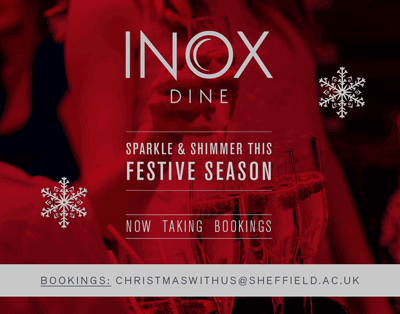 INOX
DINE
SPARKLE & SHIMMER THIS
FESTIVE SEASON
NOW TAKING BOOKINGS
BOOKINGS: CHRISTMASWITHUS@SHEFFIELD.AC.UK